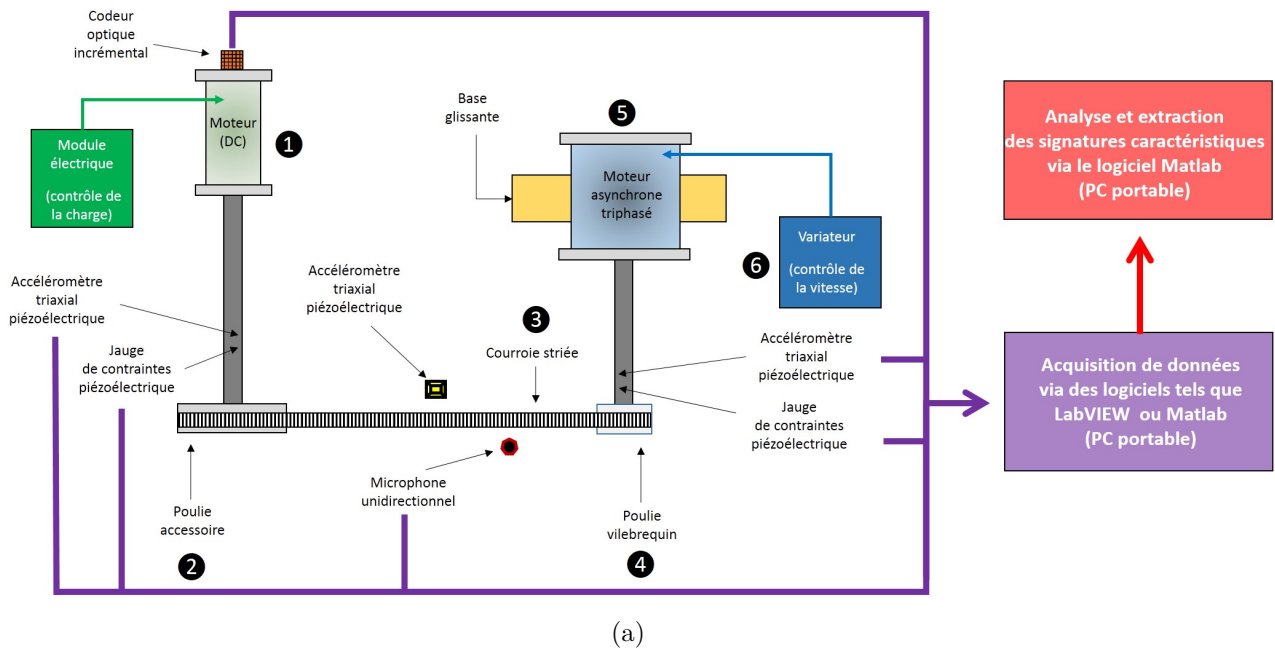 Codeur
optique
incrémental
Moteur
(DC)
1
Module
électrique
(contrôle de
la charge)
Base
glissante
5
Moteur
asynchrone
triphasé
Variateur
(contrôle de
la vitesse)
6
Analyse et extraction
des signatures caractéristiques
via le logiciel Matlab
(PC portable)
Accéléromètre
triaxial
piézoélectrique
Jauge
de contraintes
piézoélectrique
Accéléromètre
triaxial
piézoélectrique
3
Courroie striée
Accéléromètre
triaxial
piézoélectrique
Jauge
de contraintes
piézoélectrique
Acquisition de données
via des logiciels tels que
LabVIEW ou Matlab
(PC portable)
Poulie
accessoire
2
Microphone
unidirectionnel
Poulie
vilebrequin
4
(a)